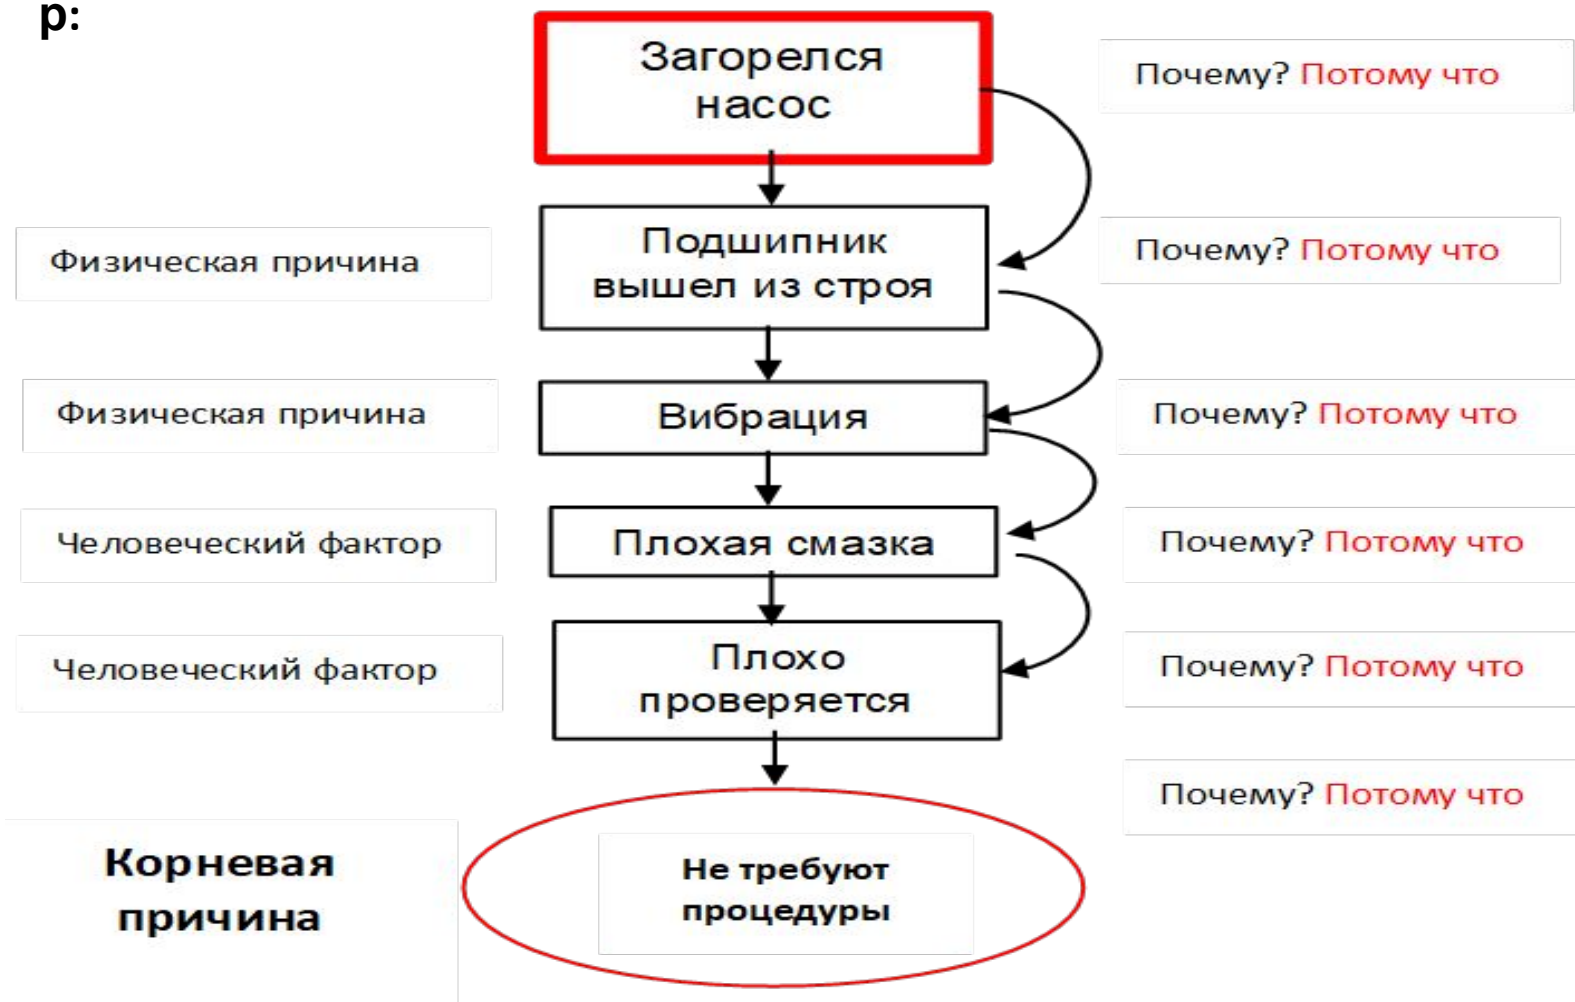 р:
Загорелся
насос
Почему? Потому что
Физическая причина
Подшипник
вышел из строя
Почему? Потому что
Физическая причина
Вибрация
Почему? Потому что
Человеческий фактор
Плохая смазка
Почему? Потому что
Человеческий фактор
Плохо
проверяется
Почему? Потому что
Почему? Потому что
Корневая
причина
Не требуют
процедуры